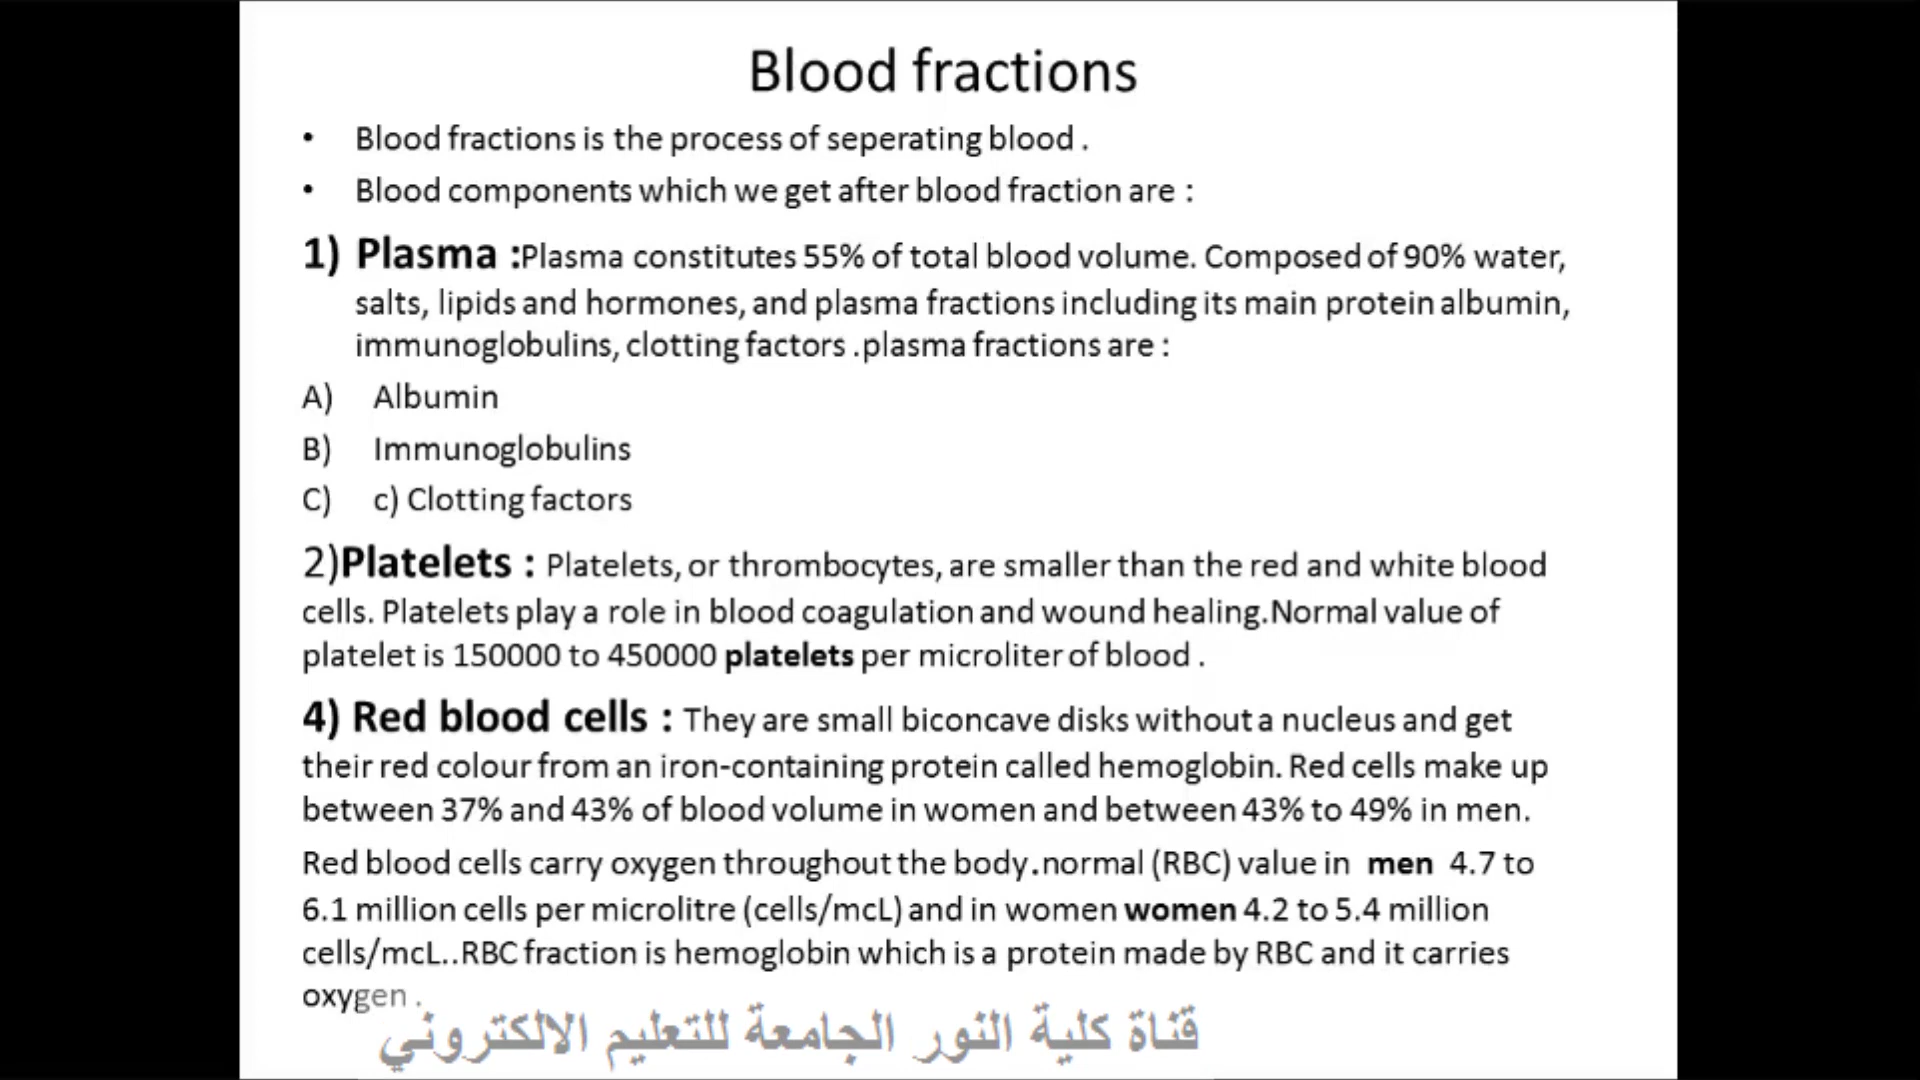 Blood fractions
• Blood fractions is the process of seperating blood .
• Blood components which we get after blood fraction are :
1) Plasma :Plasma constitutes 55% of total blood volume. Composed of 90% water,
salts, lipids and hormones, and plasma fractions including its main protein albumin,
immunoglobulins, clotting factors .plasma fractions are :
A) Albumin
B) Immunoglobulins
C) c) Clotting factors
2)Platelets : Platelets, or thrombocytes, are smaller than the red and white blood
cells. Platelets play a role in blood coagulation and wound healing.Normal value of
platelet is 150000 to 450000 platelets per microliter of blood .
4) Red blood cells : They are small biconcave disks without a nucleus and get
their red colour from an iron-containing protein called hemoglobin. Red cells make up
between 37% and 43% of blood volume in women and between 43% to 49% in men.
Red blood cells carry oxygen throughout the body.normal (RBC) value in men 4.7 to
6.1 million cells per microlitre (cells/mcL) and in women women 4.2 to 5.4 million
cells/mcL..RBC fraction is hemoglobin which is a protein made by RBC and it carries
oxygen .
قناة كلية النور الجامعة للتعليم الالكتروني